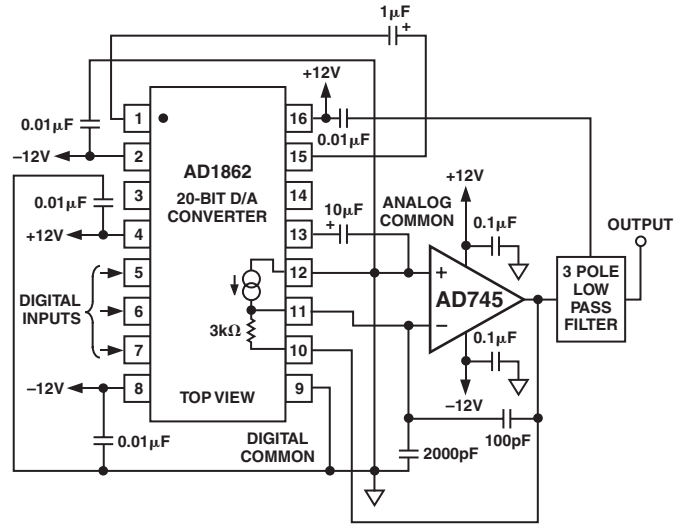 1µF
+
+12V
0.01µF
0.01µF
–12V
1
2
3
4
5
6
7
8
16
15
14
13
12
11
10
9
AD1862
20-BIT D/A
CONVERTER
0.01µF
+12V
10µF
+
ANALOG
COMMON
+12V
0.1µF
OUTPUT
DIGITAL
INPUTS
3kΩ
+
AD745
–
3 POLE
LOW
PASS
FILTER
0.1µF
–12V
–12V
TOP VIEW
0.01µF
DIGITAL
COMMON
2000pF
100pF